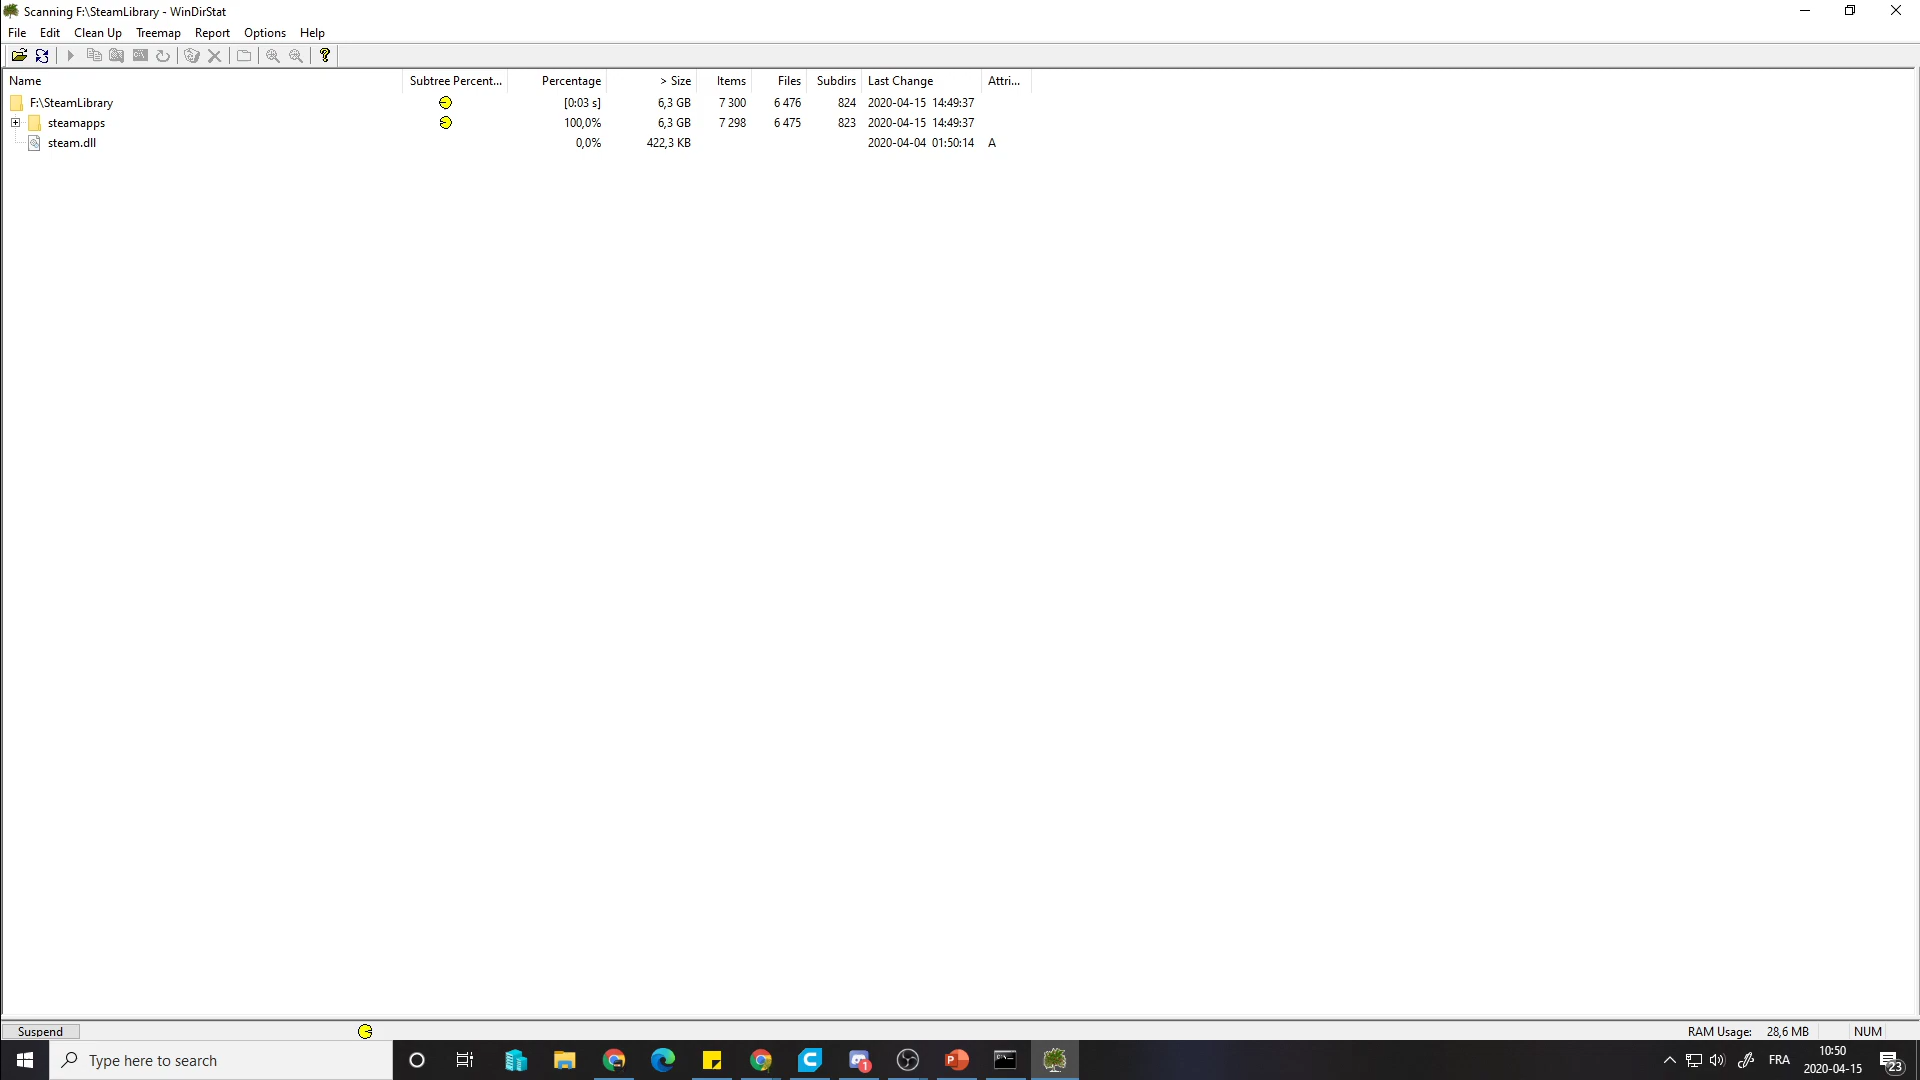 Scanning F:\SteamLibrary - WinDirStat
File Edit Clean Up Treemap Report Options Help
Name Subtree Percent... Percentage > Size Items Files Subdirs Last Change Attri...
F:\SteamLibrary [0:03 s] 6,3 GB 7 300 6 476 824 2020-04-15 14:49:37
steamapps 100,0% 6,3 GB 7 298 6 475 823 2020-04-15 14:49:37
steam.dll 0,0% 422,3 KB 2020-04-04 01:50:14 A
Suspend RAM Usage: 28,6 MB NUM
Type here to search 1 FRA 10:50
2020-04-15 23